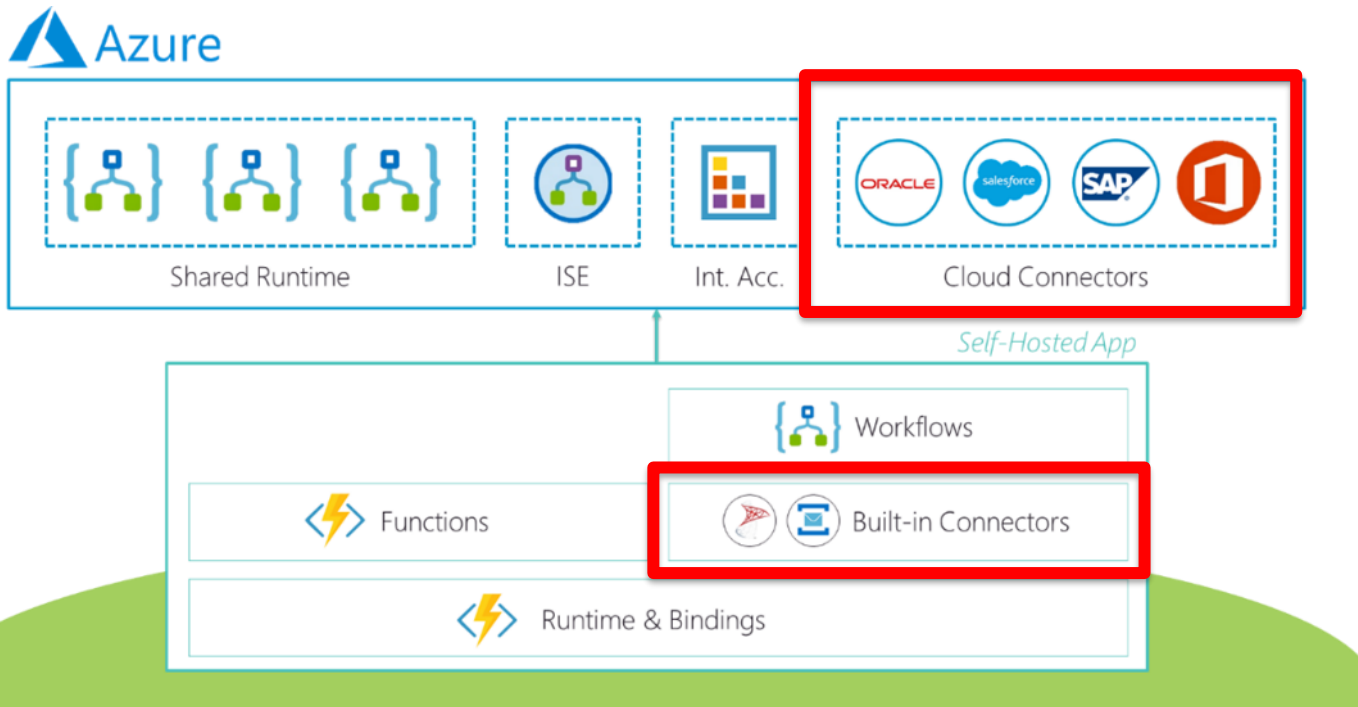 Azure
ORACLE
salesforce
SAP
Shared Runtime
ISE
Int. Acc.
Cloud Connectors
Self-Hosted App
Workflows
Functions
Built-in Connectors
Runtime & Bindings